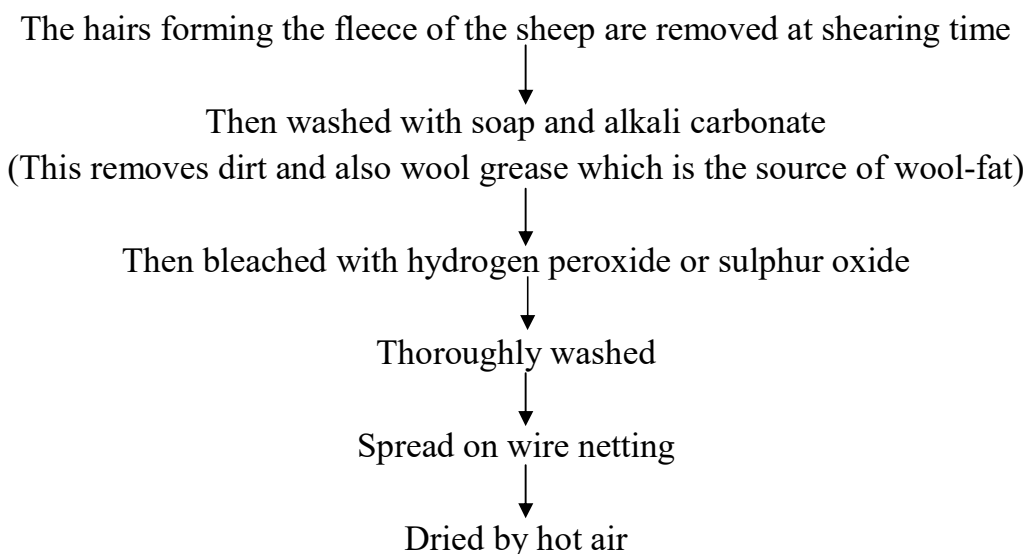 The hairs forming the fleece of the sheep are removed at shearing time
Then washed with soap and alkali carbonate
(This removes dirt and also wool grease which is the source of wool-fat)
Then bleached with hydrogen peroxide or sulphur oxide
Thoroughly washed
Spread on wire netting
Dried by hot air